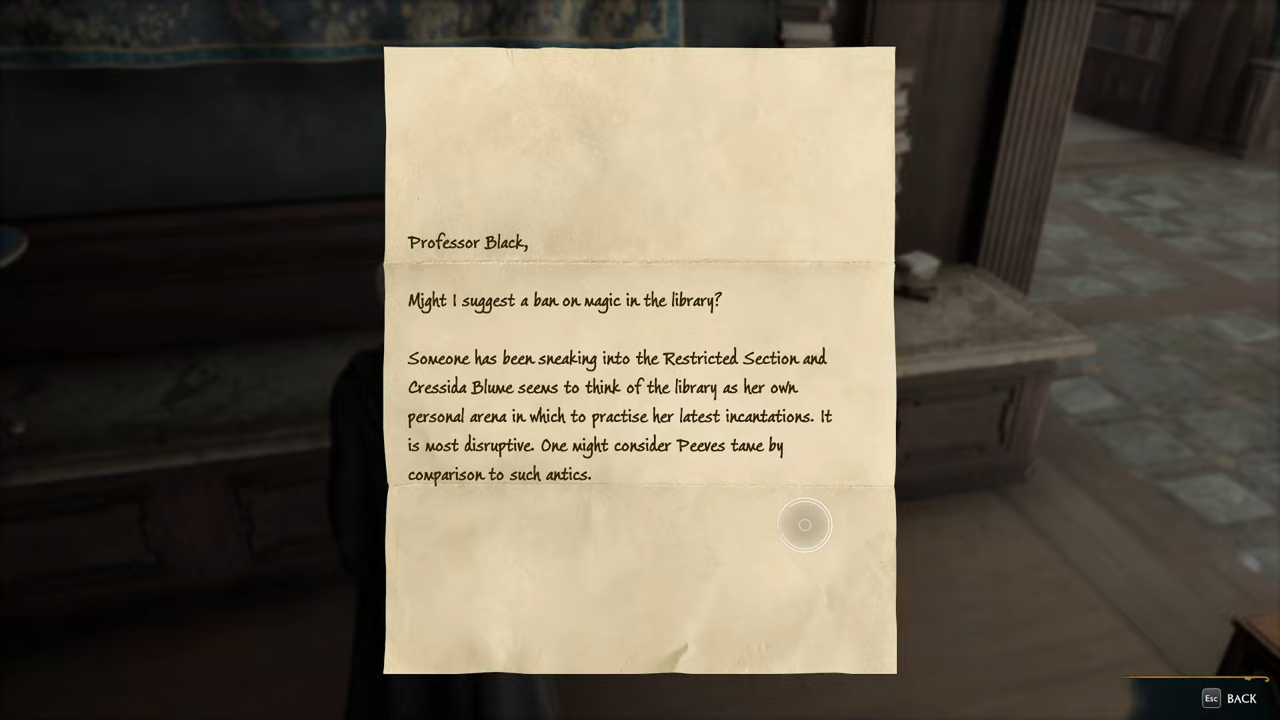 Professor Black,
Might I suggest a ban on magic in the library?
Someone has been sneaking into the Restricted Section and
Cressida Blume seems to think of the library as her own
personal arena in which to practise her latest incantations. It
is most disruptive. One might consider Peeves tame by
comparison to such antics.
Esc BACK